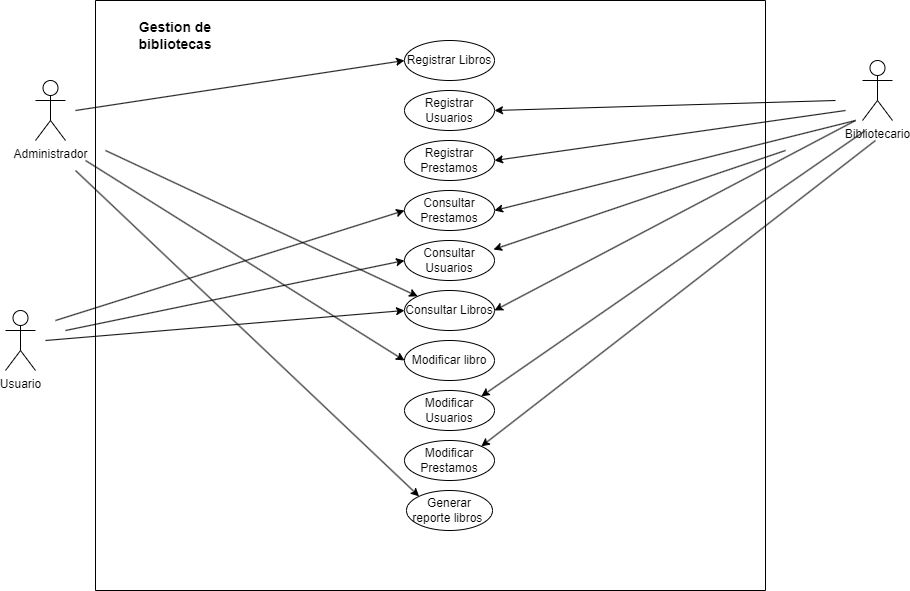 Gestion de
bibliotecas
Registrar Libros
Registrar
Usuarios
Registrar
Prestamos
Consultar
Prestamos
Consultar
Usuarios
Consultar Libros
Modificar libro
Modificar
Usuarios
Modificar
Prestamos
Generar
reporte libros
Administrador
Usuario
Bibliotecario